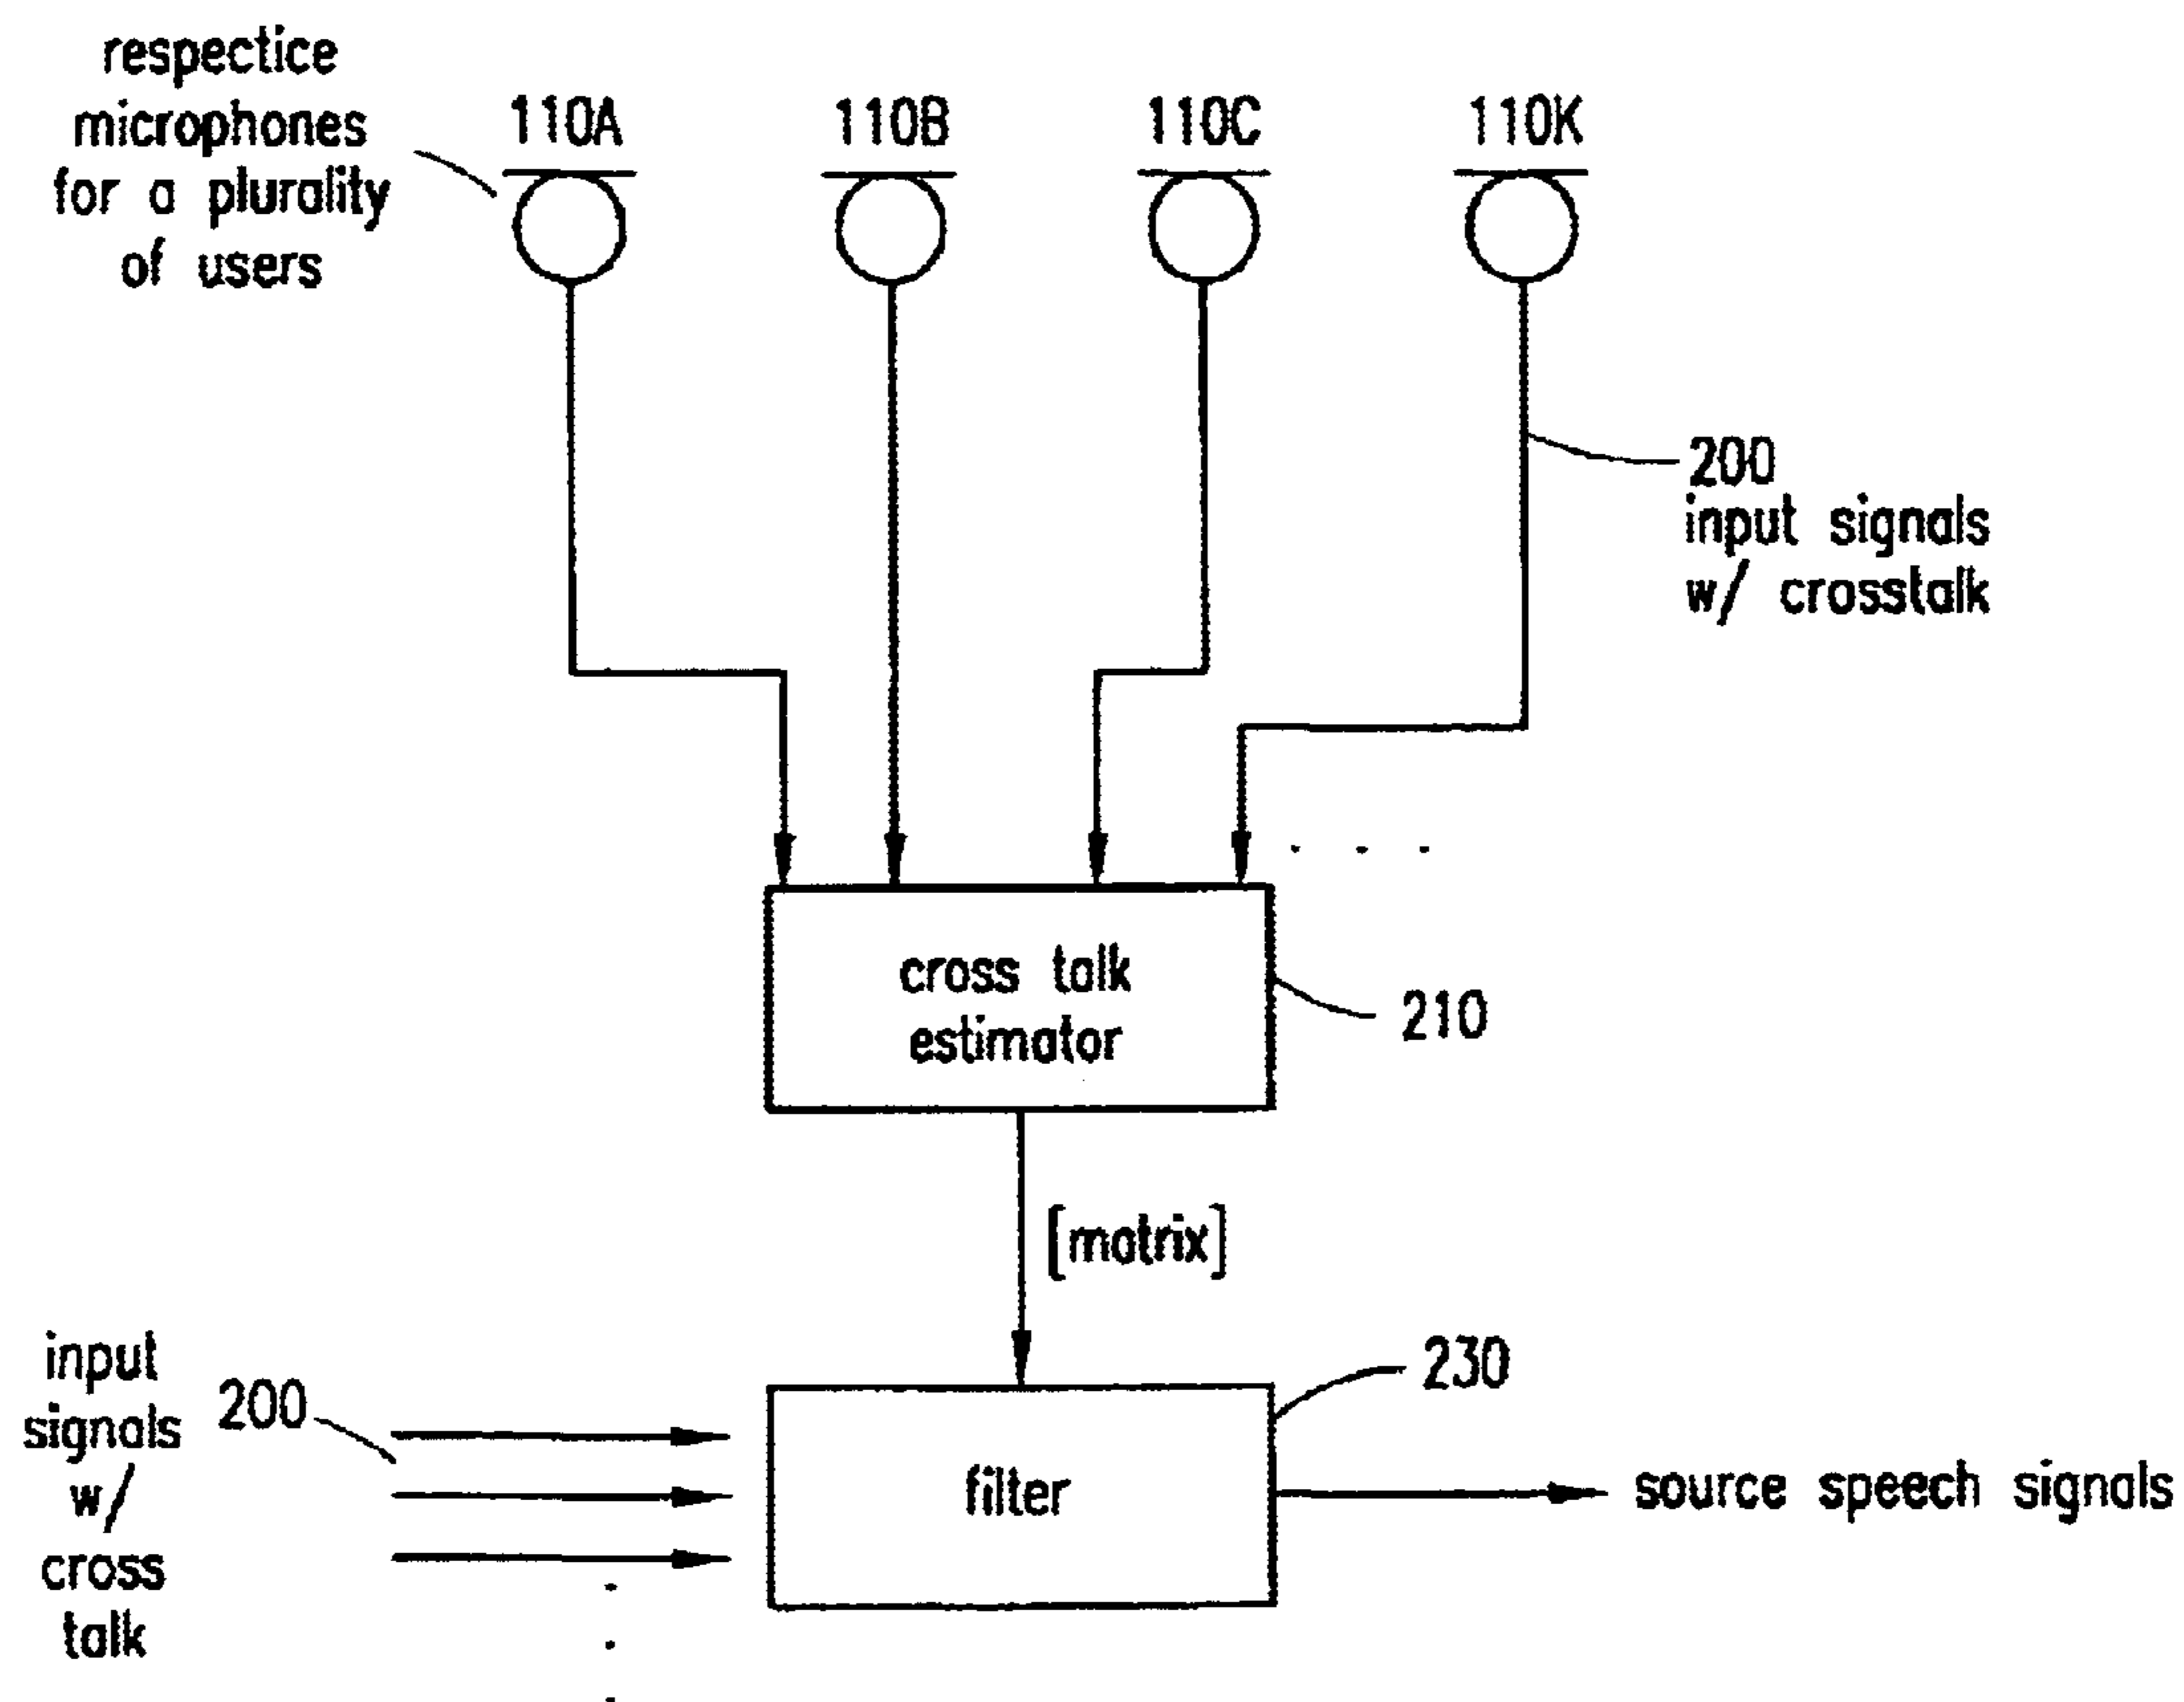 respectice
microphones
for a plurality
of users
110A
110B
110C
110K
200
input signals
w/ crosstalk
cross talk
estimator
210
[matrix]
input
signals
w/
cross
talk
200
230
filter
source speech signals